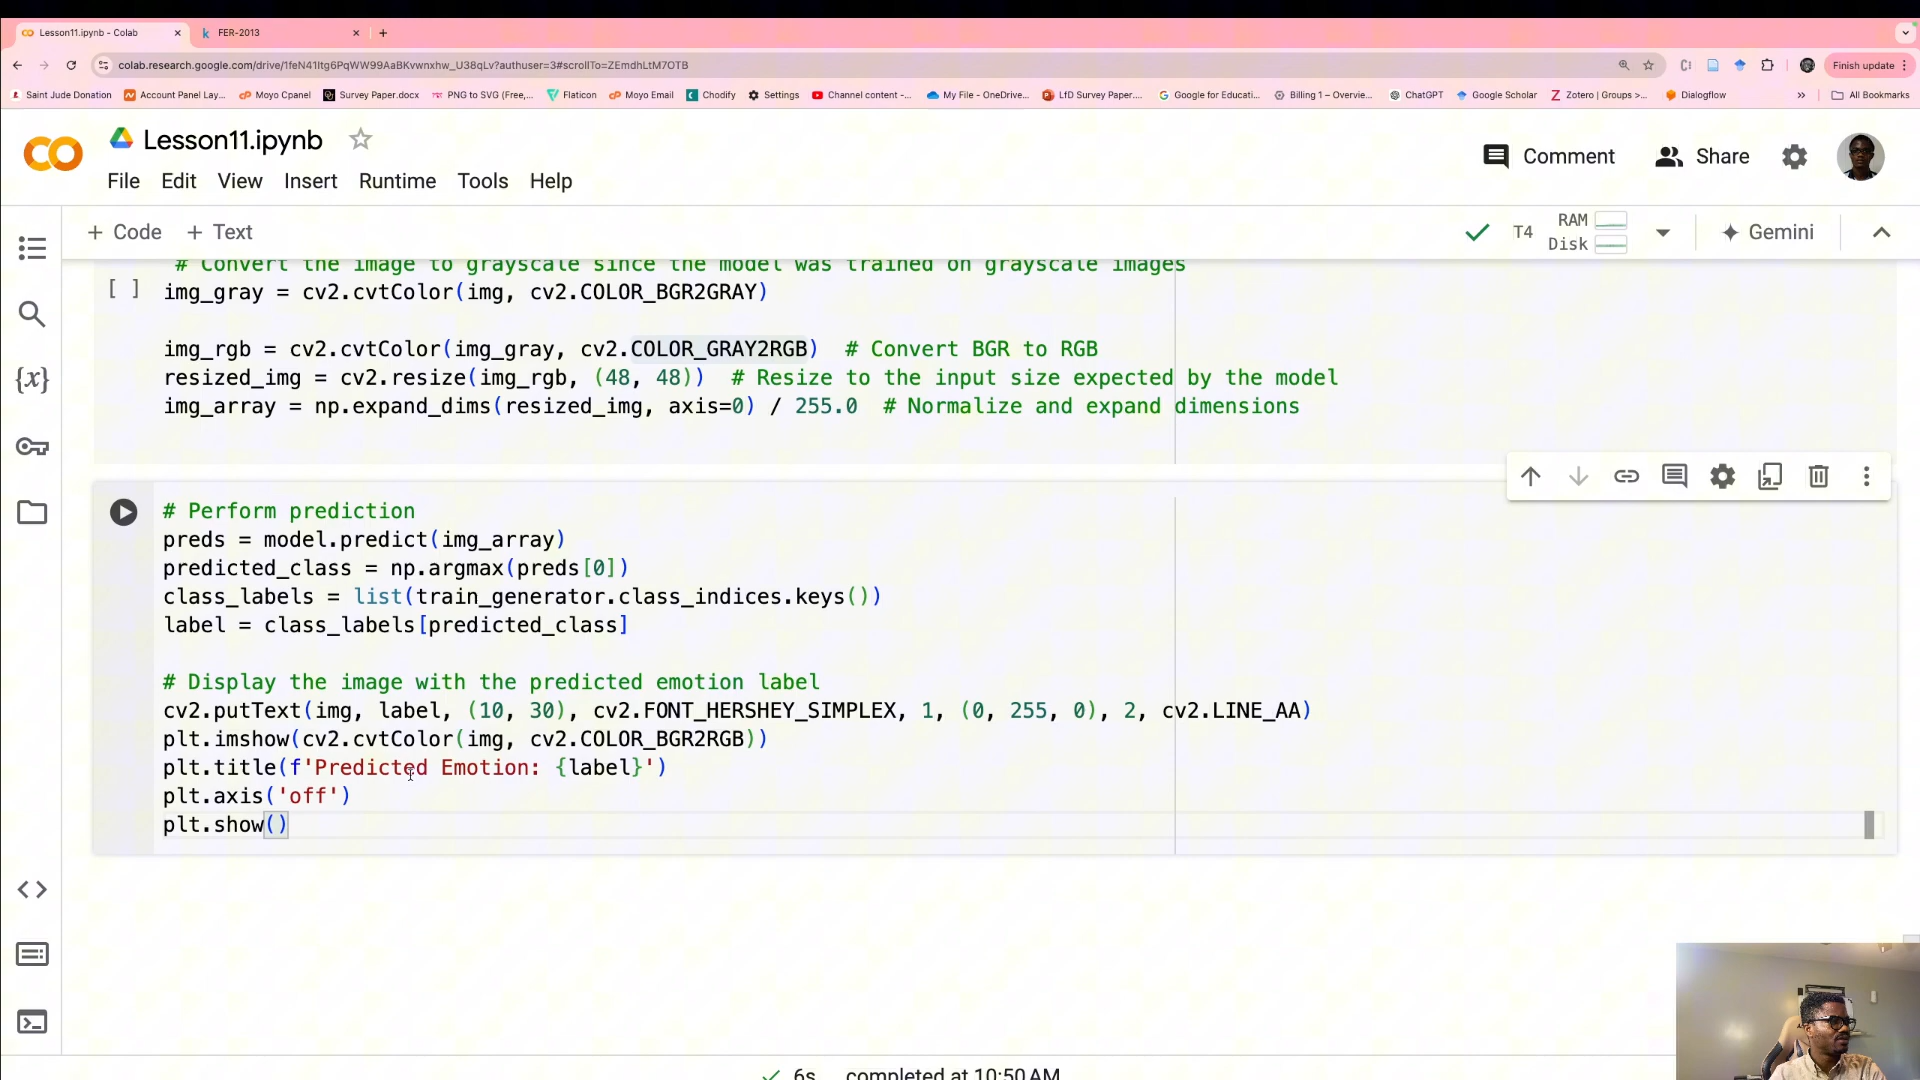 Lesson11.ipynb - Colab
FER-2013
colab.research.google.com/drive/1feN41Itg6PqWW99AaBKvwnxhw_U38qLv?authuser=3#scrollTo=ZEmdhLtM7OTB
Finish update
Saint Jude Donation
Account Panel Lay...
Moyo Cpanel
Survey Paper.docx
PNG to SVG (Free,...
Flaticon
Moyo Email
Chodify
Settings
Channel content -...
My File - OneDrive...
LfD Survey Paper....
Google for Educati...
Billing 1 – Overvie...
ChatGPT
Google Scholar
Zotero | Groups >...
Dialogflow
All Bookmarks
Lesson11.ipynb
Comment
Share
File Edit View Insert Runtime Tools Help
+ Code + Text
T4
RAM
Disk
Gemini
# Convert the image to grayscale since the model was trained on grayscale images
[ ] img_gray = cv2.cvtColor(img, cv2.COLOR_BGR2GRAY)
img_rgb = cv2.cvtColor(img_gray, cv2.COLOR_GRAY2RGB)  # Convert BGR to RGB
resized_img = cv2.resize(img_rgb, (48, 48))  # Resize to the input size expected by the model
img_array = np.expand_dims(resized_img, axis=0) / 255.0  # Normalize and expand dimensions
# Perform prediction
preds = model.predict(img_array)
predicted_class = np.argmax(preds[0])
class_labels = list(train_generator.class_indices.keys())
label = class_labels[predicted_class]
# Display the image with the predicted emotion label
cv2.putText(img, label, (10, 30), cv2.FONT_HERSHEY_SIMPLEX, 1, (0, 255, 0), 2, cv2.LINE_AA)
plt.imshow(cv2.cvtColor(img, cv2.COLOR_BGR2RGB))
plt.title(f'Predicted Emotion: {label}')
plt.axis('off')
plt.show()
6s completed at 10:50 AM